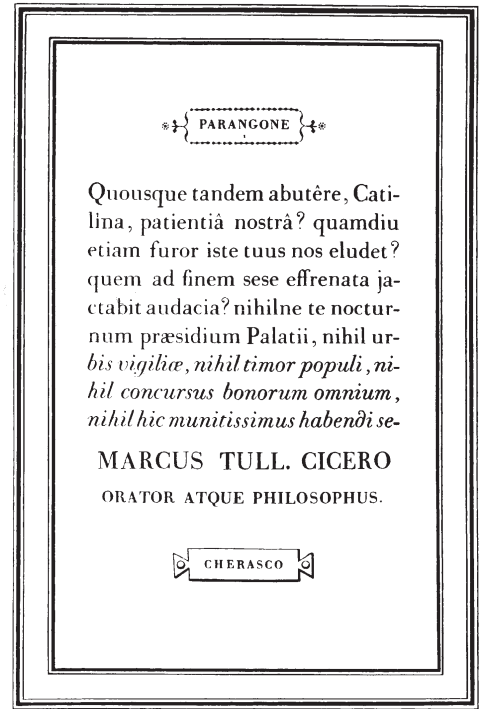 PARANGONE
Quousque tandem abutêre, Cati-
lina, patientiâ nostrâ? quamdiu
etiam furor iste tuus nos eludet?
quem ad finem sese effrenata ja-
ctabit audacia? nihilne te noctur-
num præsidium Palatii, nihil ur-
bis vigiliæ, nihil timor populi, ni-
hil concursus bonorum omnium,
nihil hic munitissimus habendi se-
MARCUS TULL. CICERO
ORATOR ATQUE PHILOSOPHUS.
CHERASCO